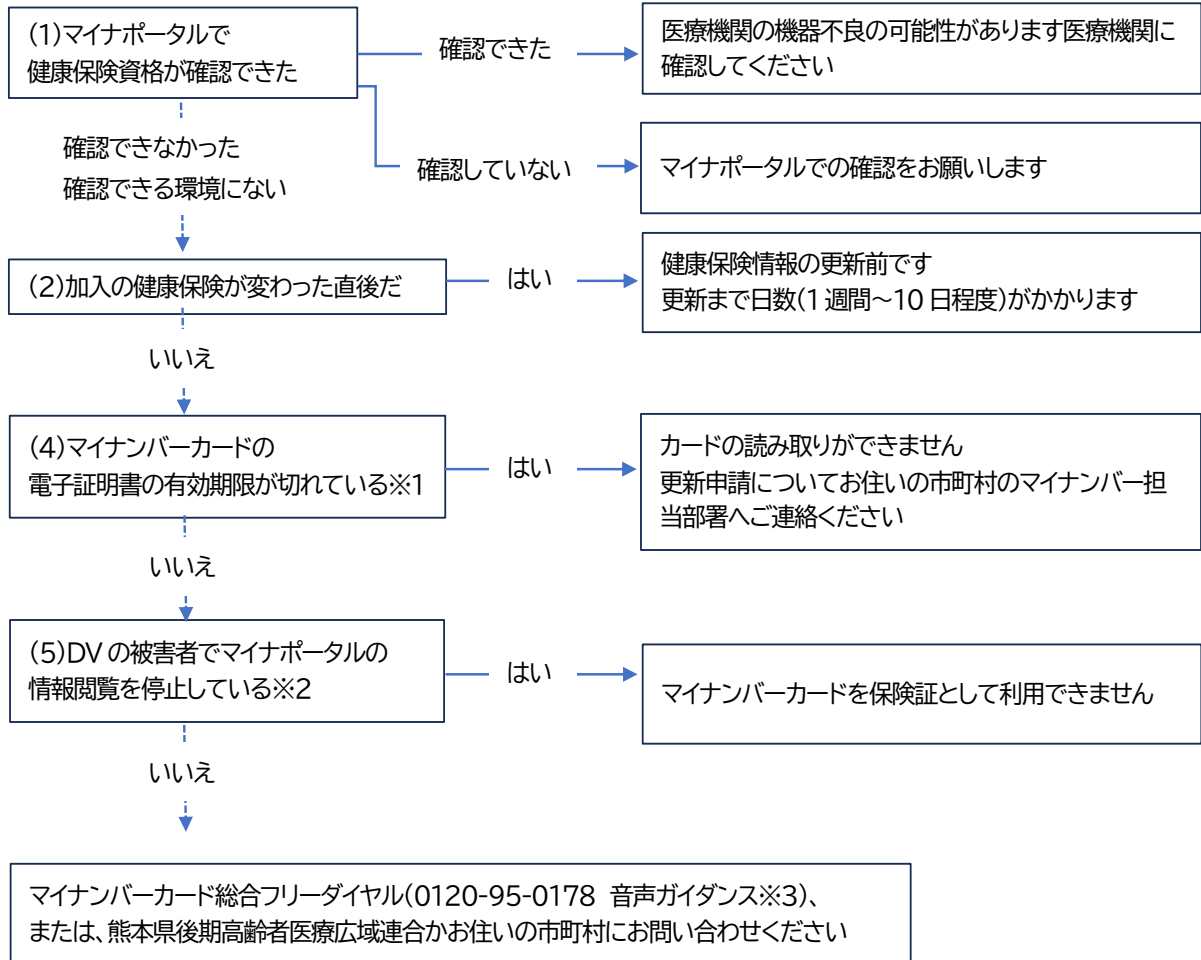 (1)マイナポータルで
健康保険資格が確認できた
確認できた
医療機関の機器不良の可能性があります医療機関に
確認してください
確認できなかった
確認できる環境にない
確認していない
マイナポータルでの確認をお願いします
(2)加入の健康保険が変わった直後だ
はい
健康保険情報の更新前です
更新まで日数(1週間~10日程度)がかかります
いいえ
(4)マイナンバーカードの
電子証明書の有効期限が切れている※1
はい
カードの読み取りができません
更新申請についてお住いの市町村のマイナンバー担
当部署へご連絡ください
いいえ
(5)DVの被害者でマイナポータルの
情報閲覧を停止している※2
はい
マイナンバーカードを保険証として利用できません
いいえ
マイナンバーカード総合フリーダイヤル(0120-95-0178 音声ガイダンス※3)、
または、熊本県後期高齢者医療広域連合かお住いの市町村にお問い合わせください